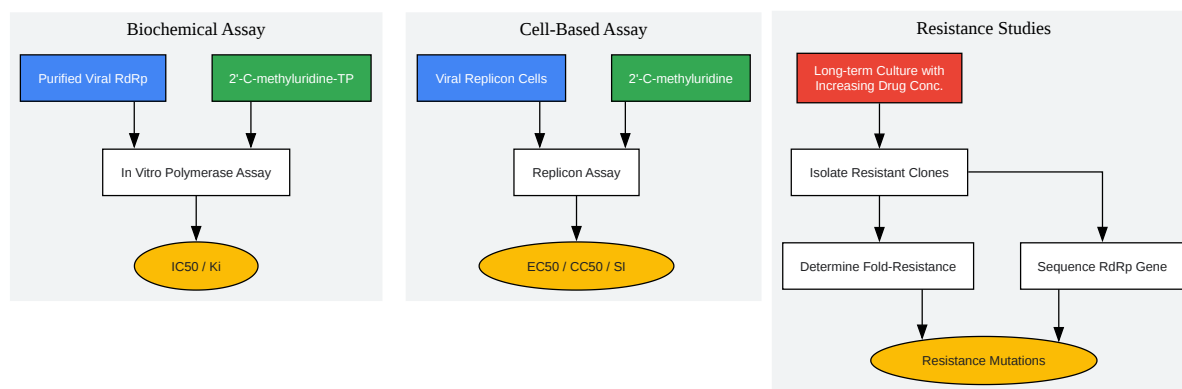 Biochemical Assay
Purified Viral RdRp
2'-C-methyluridine-TP
In Vitro Polymerase Assay
IC50 / Ki
Cell-Based Assay
Viral Replicon Cells
2'-C-methyluridine
Replicon Assay
EC50 / CC50 / SI
Resistance Studies
Long-term Culture with
Increasing Drug Conc.
Isolate Resistant Clones
Determine Fold-Resistance
Sequence RdRp Gene
Resistance Mutations